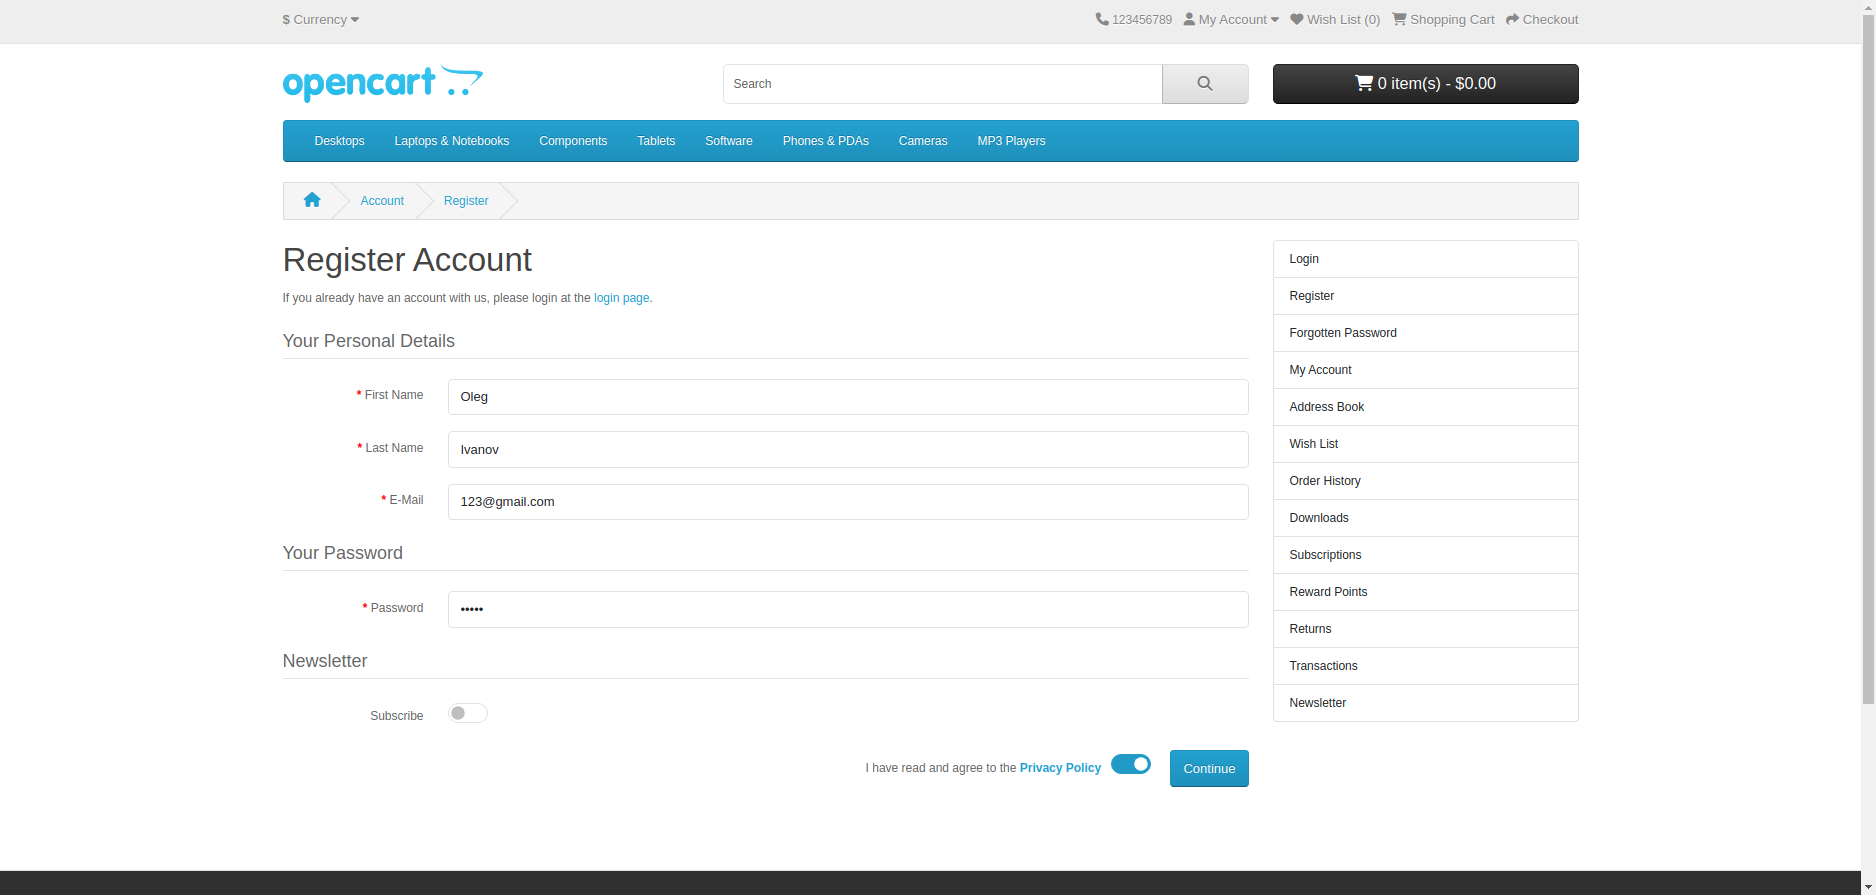 $ Currency
123456789 My Account Wish List (0) Shopping Cart Checkout
opencart
Search
0 item(s) - $0.00
Desktops Laptops & Notebooks Components Tablets Software Phones & PDAs Cameras MP3 Players
Account Register
Register Account
If you already have an account with us, please login at the login page.
Your Personal Details
* First Name Oleg
* Last Name Ivanov
* E-Mail 123@gmail.com
Your Password
* Password •••••
Newsletter
Subscribe
I have read and agree to the Privacy Policy Continue
Login
Register
Forgotten Password
My Account
Address Book
Wish List
Order History
Downloads
Subscriptions
Reward Points
Returns
Transactions
Newsletter